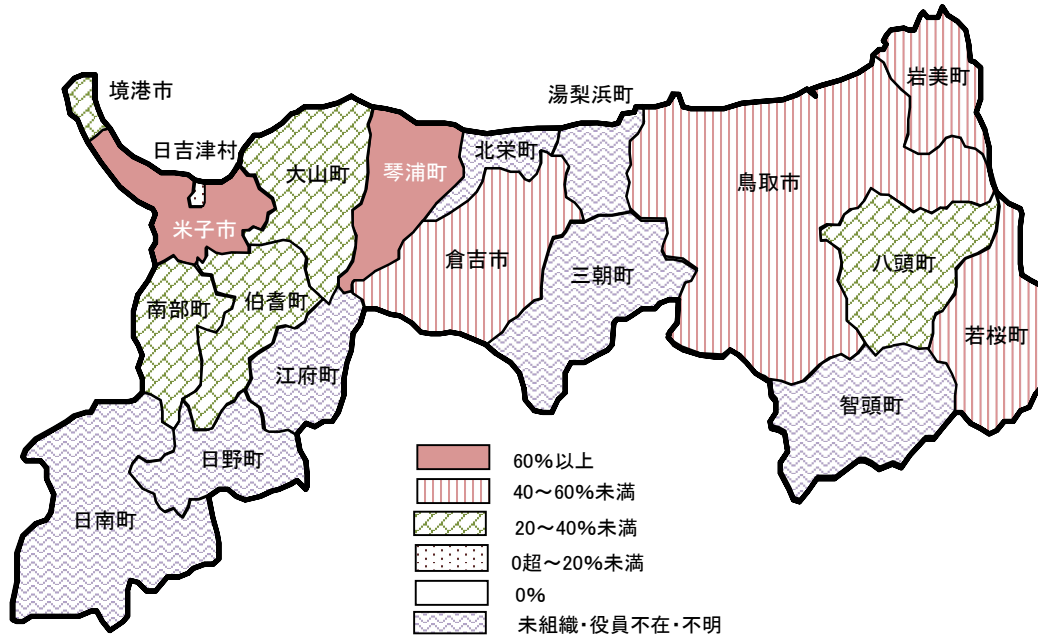 岩美町
境港市
湯梨浜町
日吉津村
北栄町
大山町
琴浦町
鳥取市
米子市
倉吉市
八頭町
三朝町
南部町
伯耆町
若桜町
江府町
智頭町
日野町
日南町
60%以上
40～60%未満
20～40%未満
0超～20%未満
0%
未組織・役員不在・不明